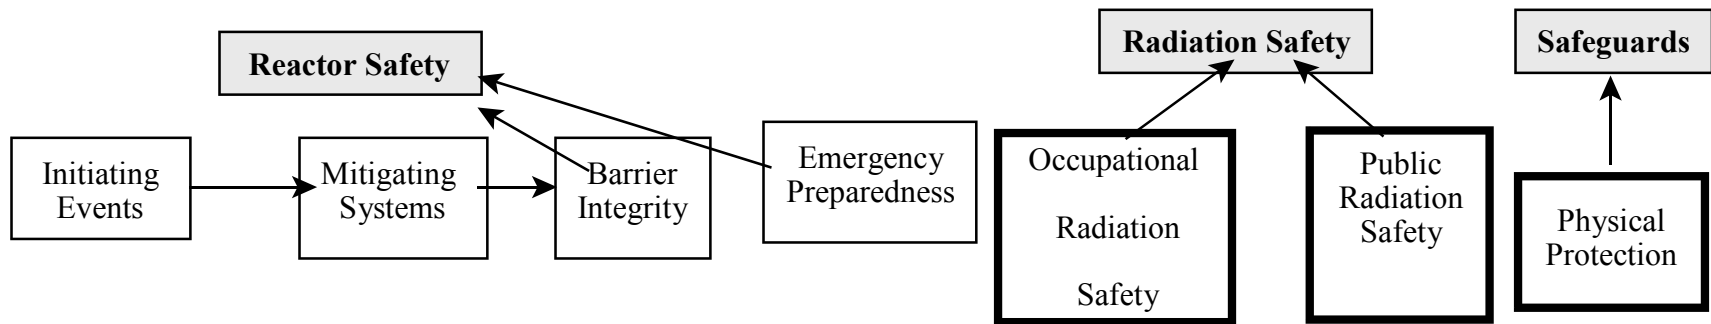 Reactor Safety
Radiation Safety
Safeguards
Initiating
Events
Mitigating
Systems
Barrier
Integrity
Emergency
Preparedness
Occupational
Radiation
Safety
Public
Radiation
Safety
Physical
Protection